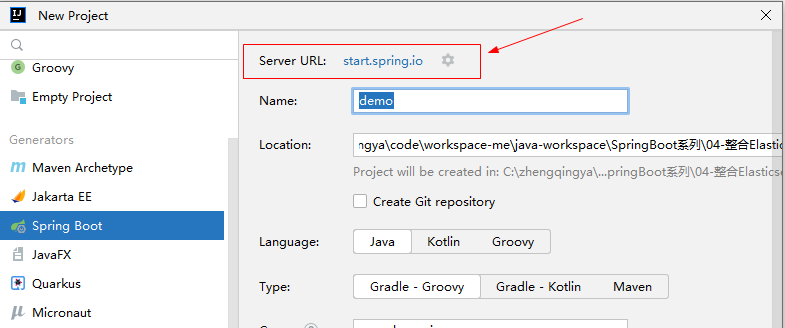 New Project
Groovy
Empty Project
Generators
Maven Archetype
Jakarta EE
Spring Boot
JavaFX
Quarkus
Micronaut
Server URL: start.spring.io
Name: demo
Location: ngya\code\workspace-me\java-workspace\SpringBoot系列\04-整合Elastics
Project will be created in: C:\zhengqingya\...pringBoot系列\04-整合Elasticse
Create Git repository
Language: Java Kotlin Groovy
Type: Gradle - Groovy Gradle - Kotlin Maven